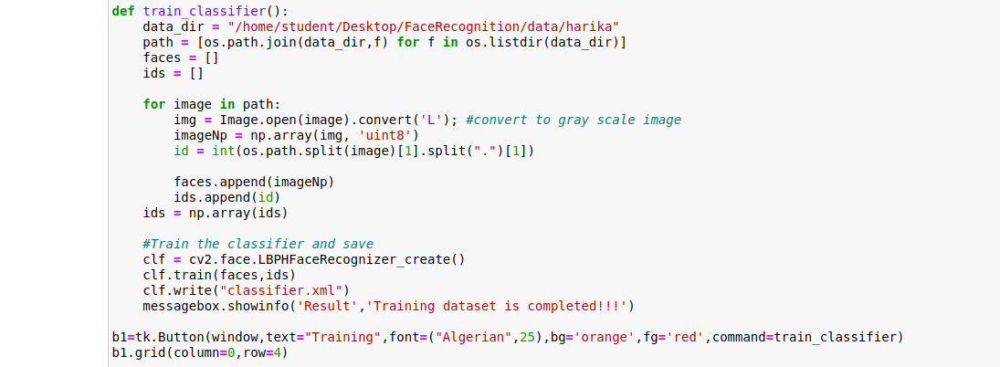 def train_classifier():
    data_dir = "/home/student/Desktop/FaceRecognition/data/harika"
    path = [os.path.join(data_dir,f) for f in os.listdir(data_dir)]
    faces = []
    ids = []

    for image in path:
        img = Image.open(image).convert('L'); #convert to gray scale image
        imageNp = np.array(img, 'uint8')
        id = int(os.path.split(image)[1].split(".")[1])

        faces.append(imageNp)
        ids.append(id)
    ids = np.array(ids)

    #Train the classifier and save
    clf = cv2.face.LBPHFaceRecognizer_create()
    clf.train(faces,ids)
    clf.write("classifier.xml")
    messagebox.showinfo('Result','Training dataset is completed!!!')

b1=tk.Button(window,text="Training",font=("Algerian",25),bg='orange',fg='red',command=train_classifier)
b1.grid(column=0,row=4)